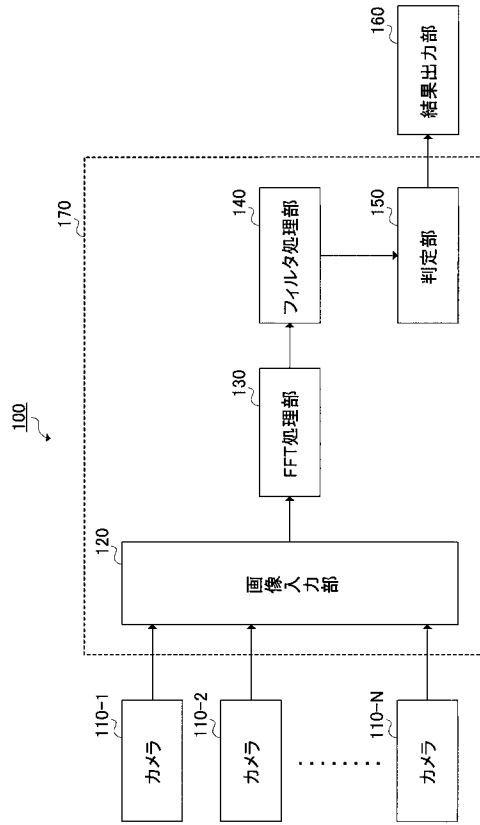 100
170
110-1
カメラ
110-2
カメラ
・・・・・・・・
110-N
カメラ
120
画像入力部
130
FFT処理部
140
フィルタ処理部
150
判定部
160
結果出力部